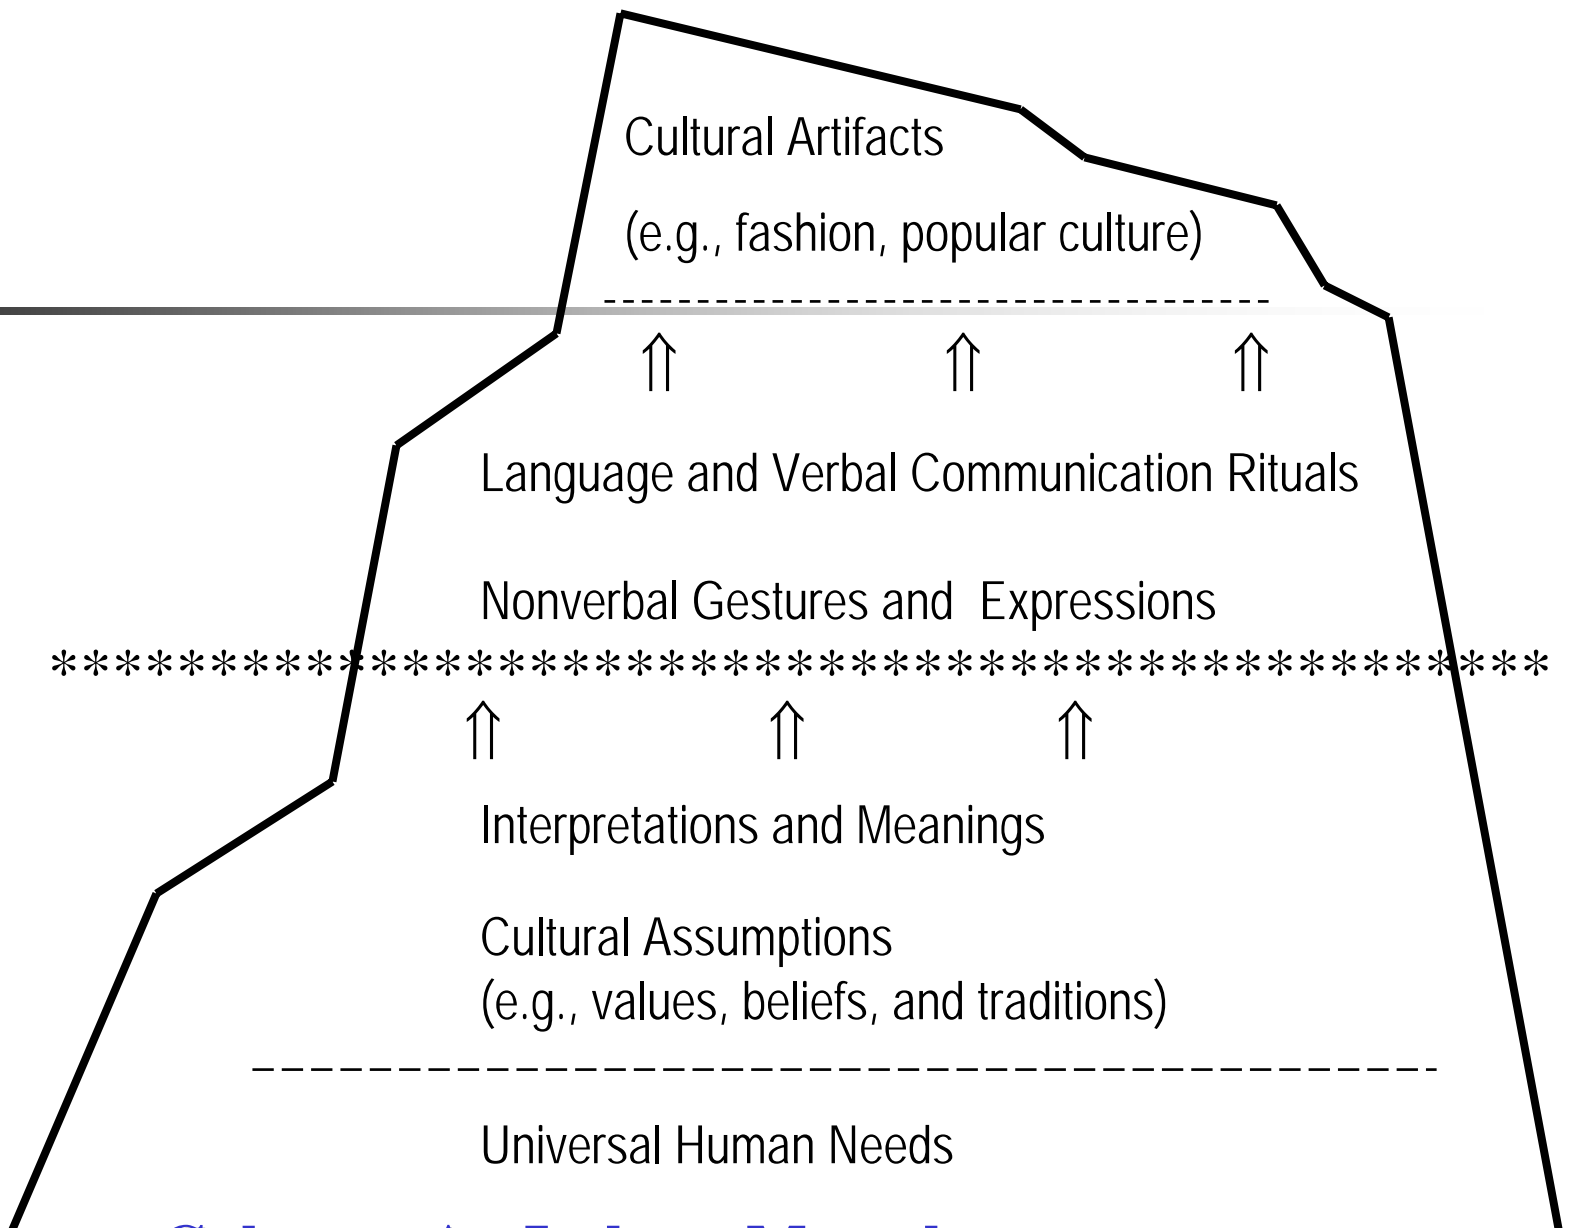 Cultural Artifacts
(e.g., fashion, popular culture)
--------------------------------------------
⇑ ⇑ ⇑
Language and Verbal Communication Rituals
Nonverbal Gestures and Expressions
***********************************************
⇑ ⇑ ⇑
Interpretations and Meanings
Cultural Assumptions
(e.g., values, beliefs, and traditions)
-----------------------------------------
Universal Human Needs